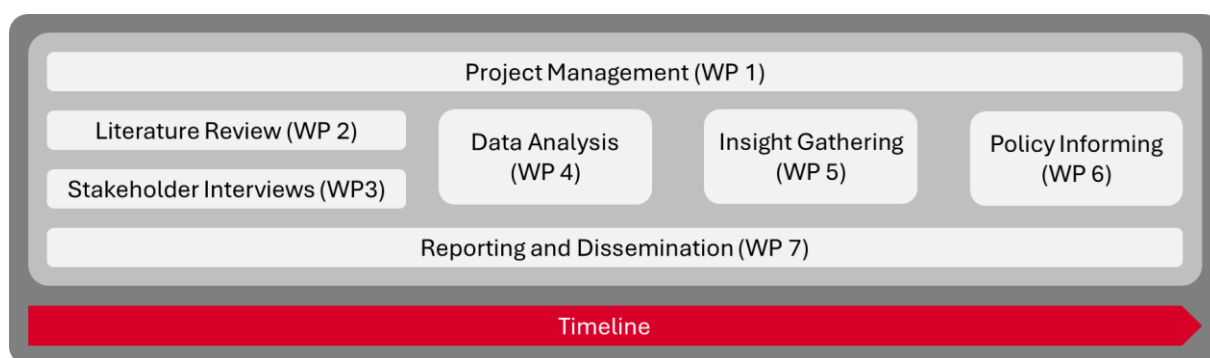 Project Management (WP 1)
Literature Review (WP 2)
Stakeholder Interviews (WP3)
Data Analysis
(WP 4)
Insight Gathering
(WP 5)
Policy Informing
(WP 6)
Reporting and Dissemination (WP 7)
Timeline